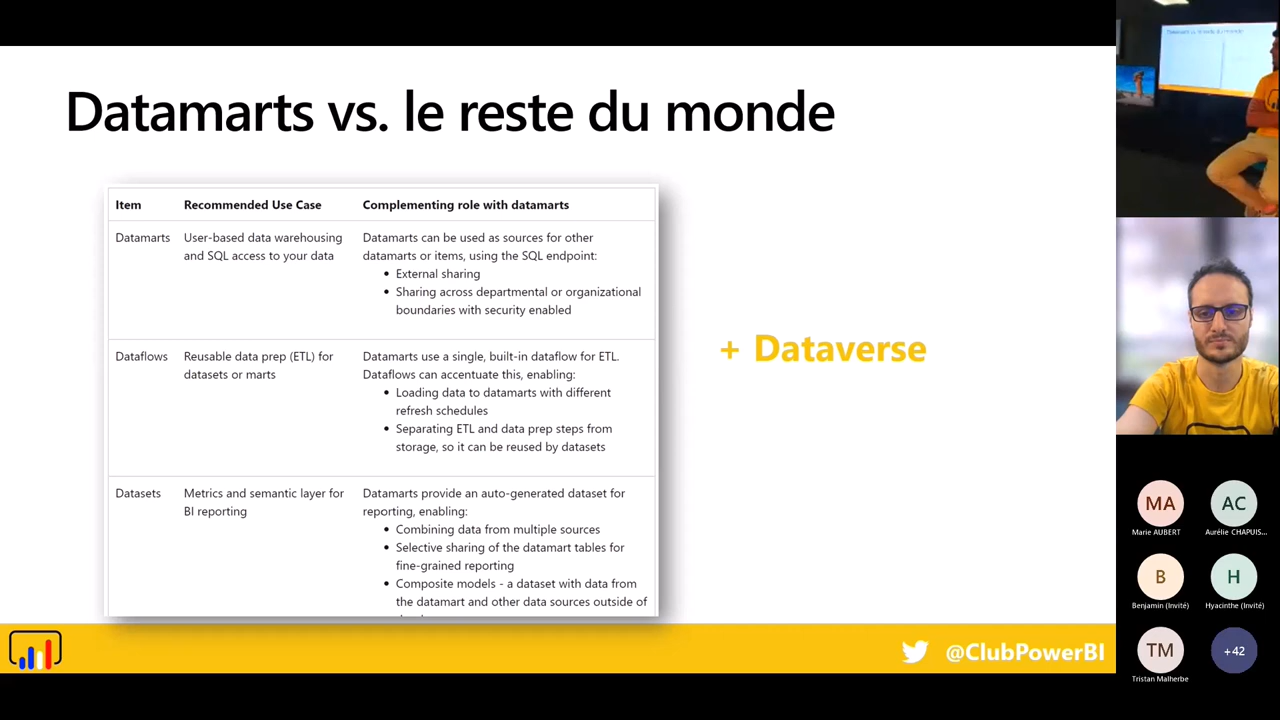 Datamarts vs. le reste du monde
Item Recommended Use Case Complementing role with datamarts
Datamarts User-based data warehousing Datamarts can be used as sources for other
and SQL access to your data datamarts or items, using the SQL endpoint:
• External sharing
• Sharing across departmental or organizational
boundaries with security enabled
Dataflows Reusable data prep (ETL) for Datamarts use a single, built-in dataflow for ETL.
datasets or marts Dataflows can accentuate this, enabling:
• Loading data to datamarts with different
refresh schedules
• Separating ETL and data prep steps from
storage, so it can be reused by datasets
Datasets Metrics and semantic layer for Datamarts provide an auto-generated dataset for
BI reporting reporting, enabling:
• Combining data from multiple sources
• Selective sharing of the datamart tables for
fine-grained reporting
• Composite models - a dataset with data from
the datamart and other data sources outside of
+ Dataverse
@ClubPowerBI
Datamarts vs. le reste du monde
MA AC
Marie AUBERT Aurélie CHAPUIS...
B H
Benjamin (Invité) Hyacinthe (Invité)
TM +42
Tristan Malherbe